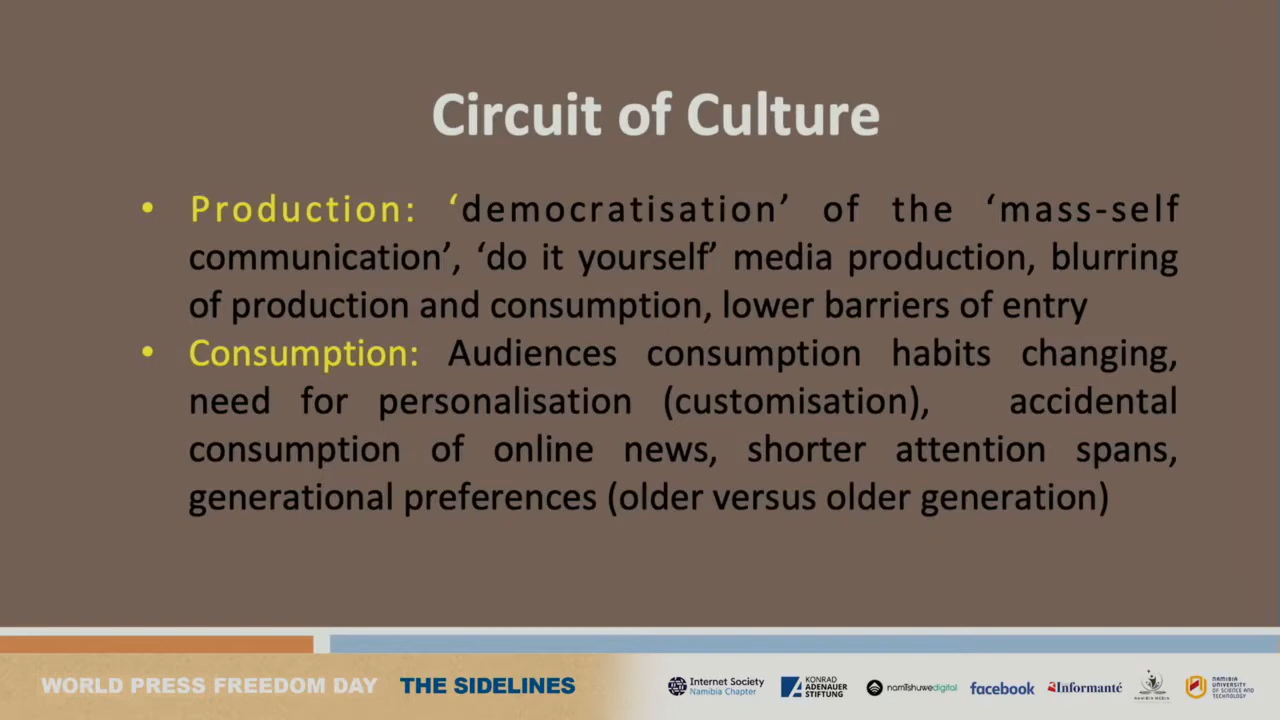 Circuit of Culture
• Production: ‘democratisation’ of the ‘mass-self
communication’, ‘do it yourself’ media production, blurring
of production and consumption, lower barriers of entry
• Consumption: Audiences consumption habits changing,
need for personalisation (customisation), accidental
consumption of online news, shorter attention spans,
generational preferences (older versus older generation)
WORLD PRESS FREEDOM DAY THE SIDELINES
Internet Society
Namibia Chapter
KONRAD
ADENAUER
STIFTUNG
namtishuwedigital
facebook
Informanté
NAMIBIA MEDIA
NAMIBIA
UNIVERSITY
OF SCIENCE AND
TECHNOLOGY